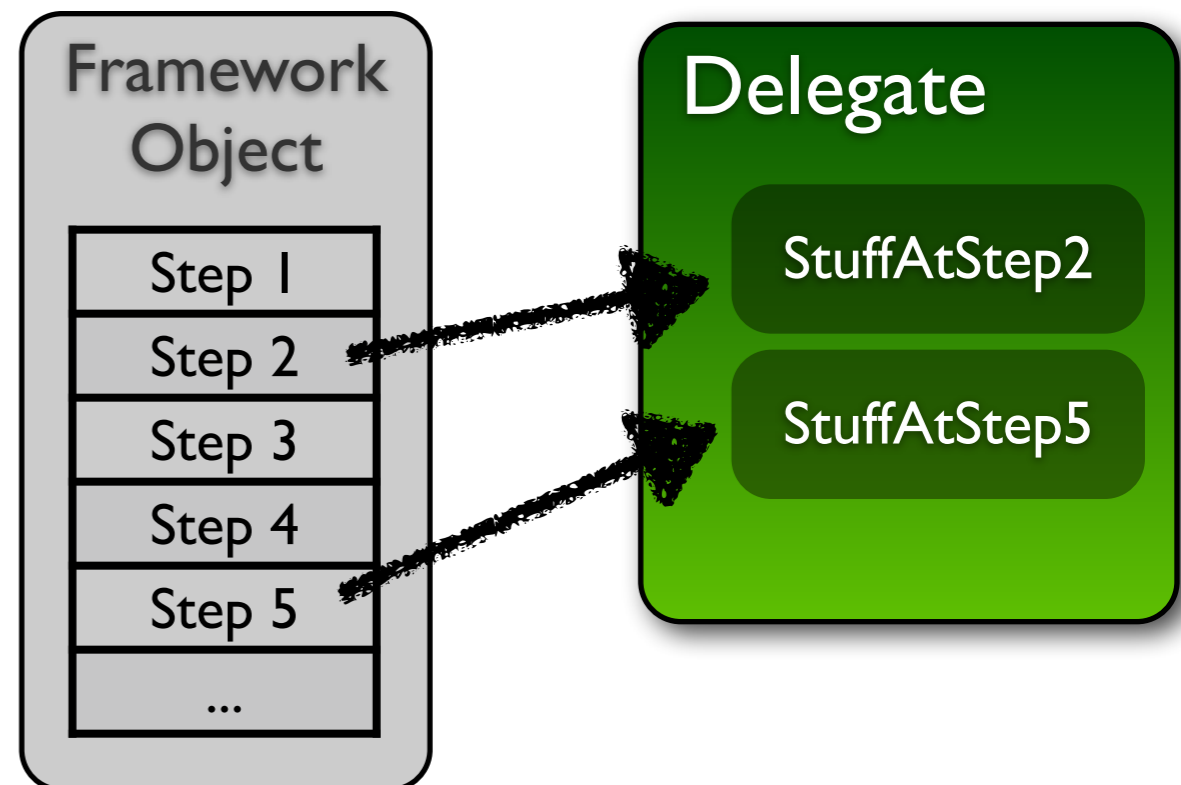 Framework
Object
Step 1
Step 2
Step 3
Step 4
Step 5
...
Delegate
StuffAtStep2
StuffAtStep5